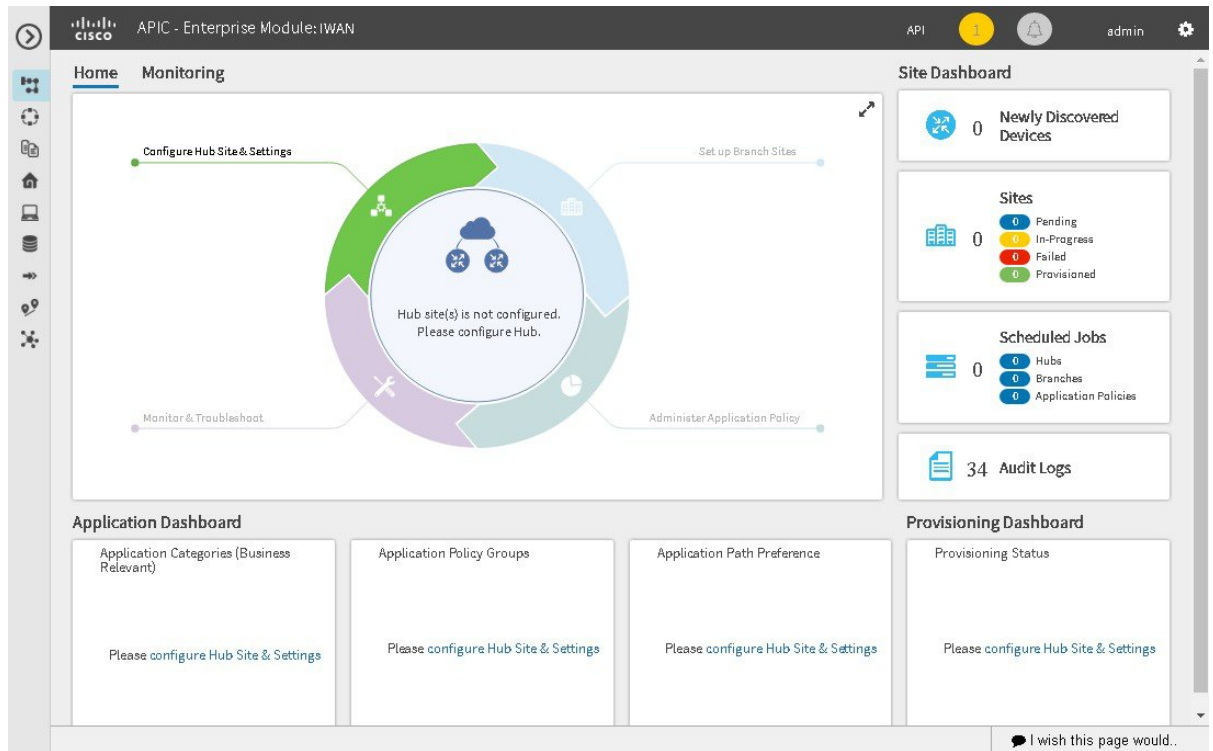 cisco
APIC - Enterprise Module: IWAN
API
1
admin
Home
Monitoring
Configure Hub Site & Settings
Set up Branch Sites
Hub site(s) is not configured.
Please configure Hub.
Monitor & Troubleshoot
Administer Application Policy
Site Dashboard
0
Newly Discovered
Devices
0
Sites
0 Pending
0 In-Progress
0 Failed
0 Provisioned
0
Scheduled Jobs
0 Hubs
0 Branches
0 Application Policies
34 Audit Logs
Application Dashboard
Application Categories (Business
Relevant)
Please configure Hub Site & Settings
Application Policy Groups
Please configure Hub Site & Settings
Application Path Preference
Please configure Hub Site & Settings
Provisioning Dashboard
Provisioning Status
Please configure Hub Site & Settings
I wish this page would..